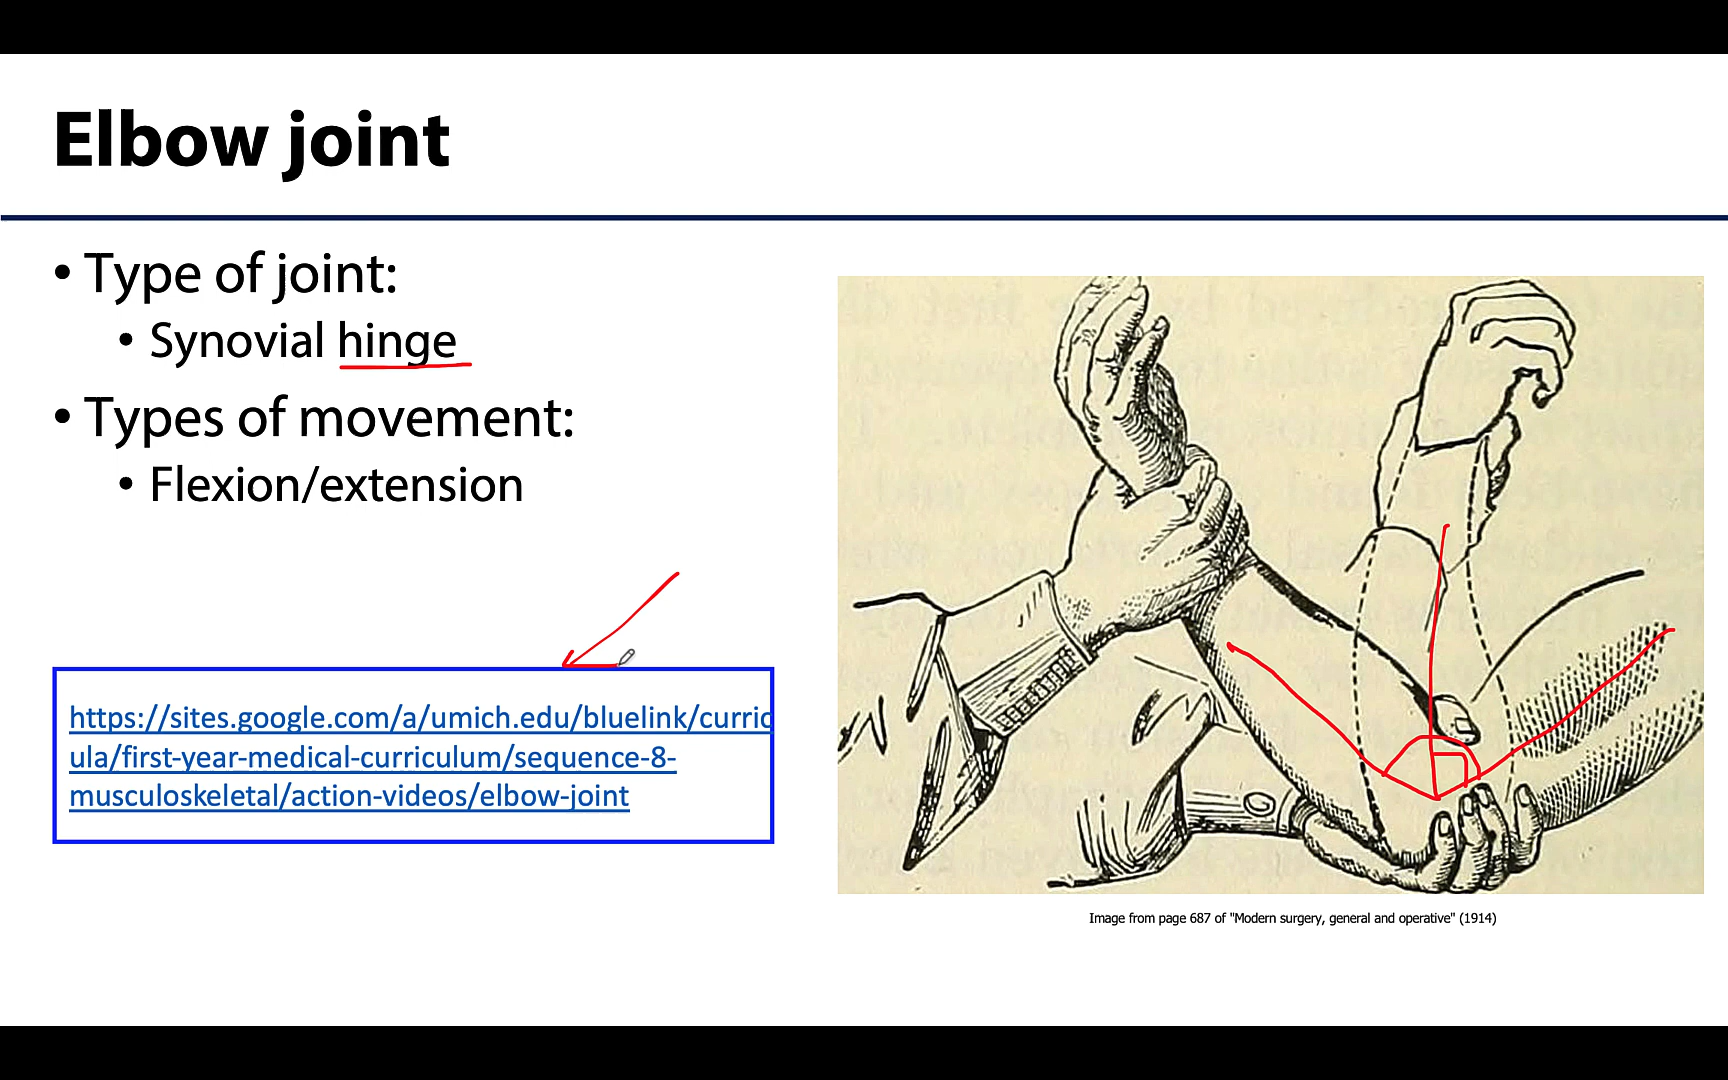 Elbow joint
• Type of joint:
• Synovial hinge
• Types of movement:
• Flexion/extension
https://sites.google.com/a/umich.edu/bluelink/curric
ula/first-year-medical-curriculum/sequence-8-
musculoskeletal/action-videos/elbow-joint
Image from page 687 of "Modern surgery, general and operative" (1914)